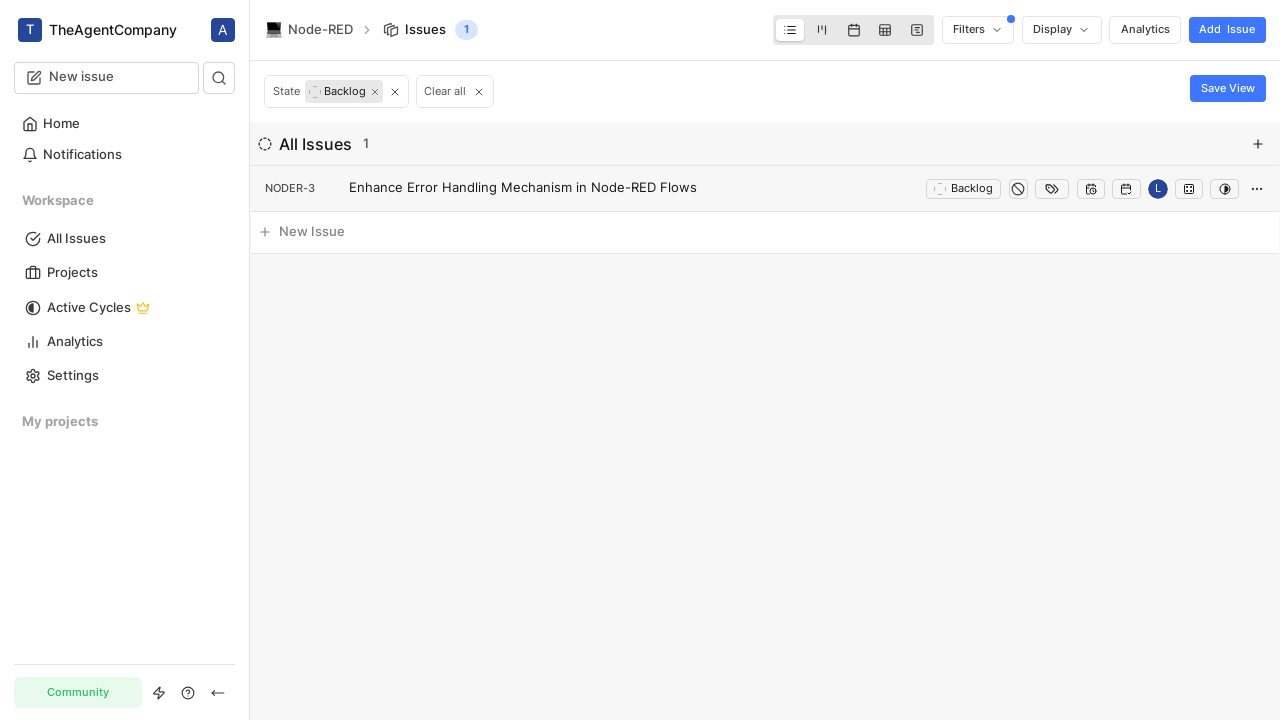 T TheAgentCompany A
New issue
Home
Notifications
Workspace
All Issues
Projects
Active Cycles
Analytics
Settings
My projects
Community
Node-RED Issues 1
Filters Display Analytics Add Issue
State Backlog Clear all Save View
All Issues 1
NODER-3 Enhance Error Handling Mechanism in Node-RED Flows Backlog L
New Issue